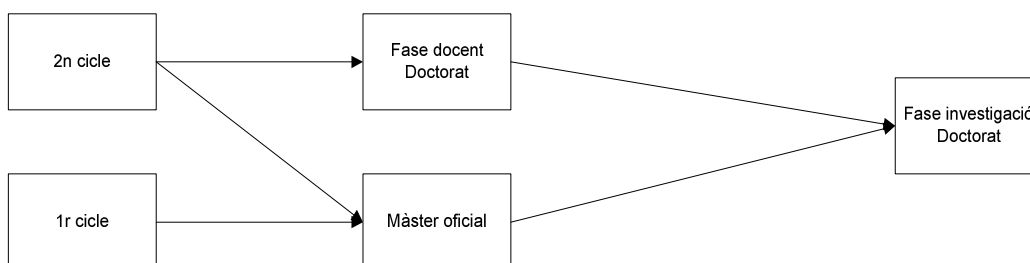 2n cicle
Fase docent
Doctorat
Fase investigació
Doctorat
1r cicle
Màster oficial